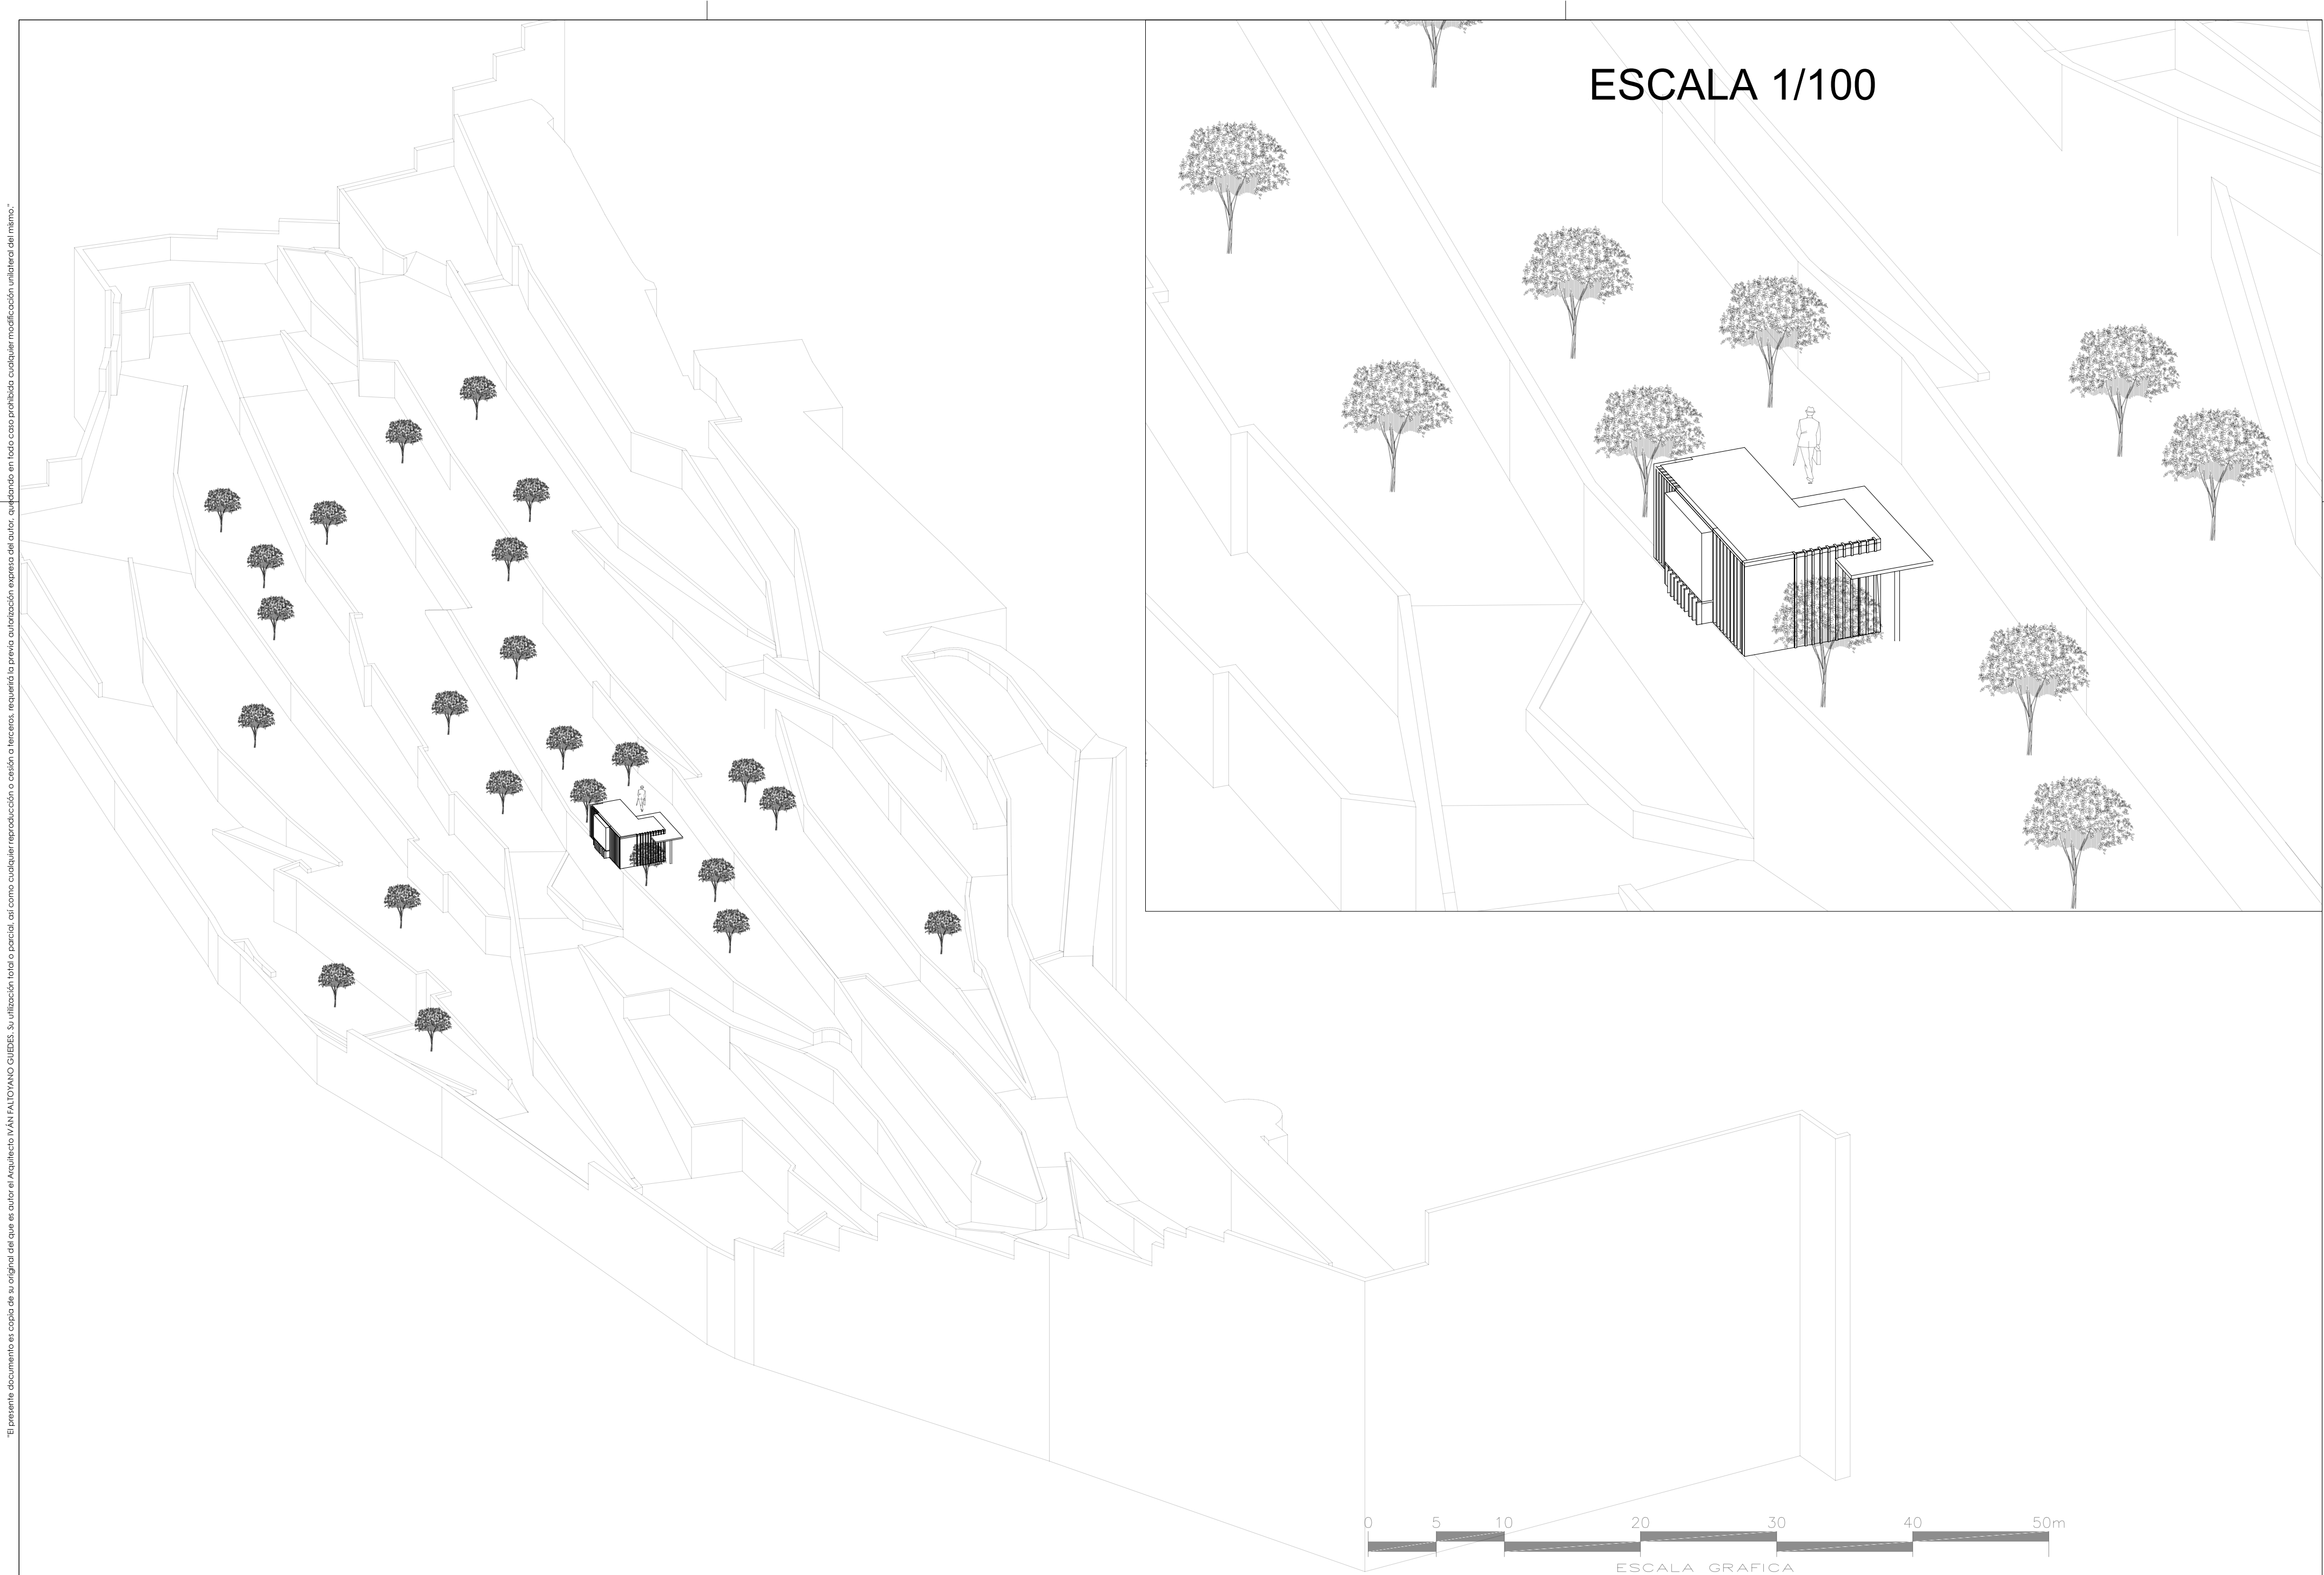 ESCALA 1/100
"El presente documento es copia de su original del que es autor el Arquitecto IVÁN FALTOYANO GUEDES. Su utilización total o parcial, así como cualquier reproducción o cesión a terceros, requerirá la previa autorización expresa del autor, quedando en todo caso prohibida cualquier modificación unilateral del mismo."
0 5 10 20 30 40 50m
ESCALA GRAFICA